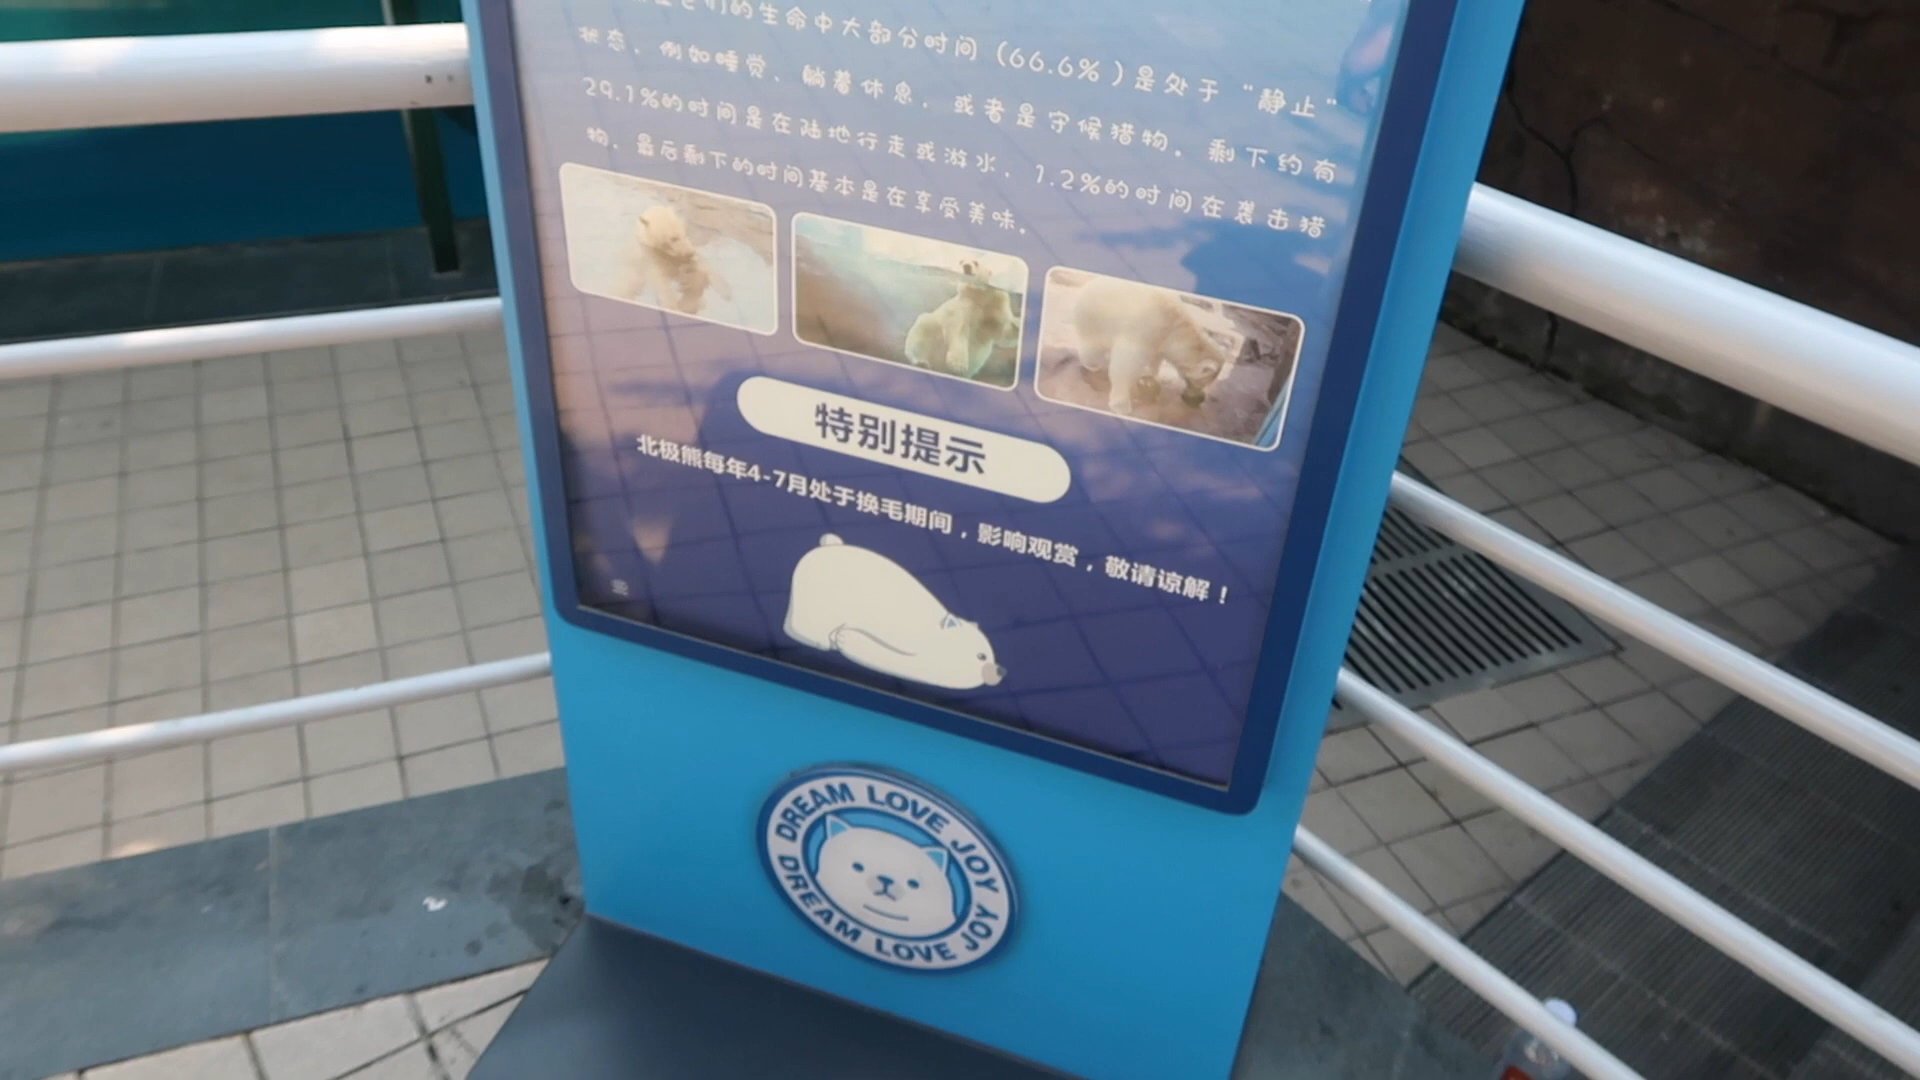 们的生命中大部分时间（66.6%）是处于“静止”
状态，例如睡觉、躺着休息，或者是守候猎物。剩下约有
29.1%的时间是在陆地行走或游水，1.2%的时间在袭击猎
物，最后剩下的时间基本是在享受美味。
特别提示
北极熊每年4-7月处于换毛期间，影响观赏，敬请谅解！
DREAM LOVE JOY
DREAM LOVE JOY